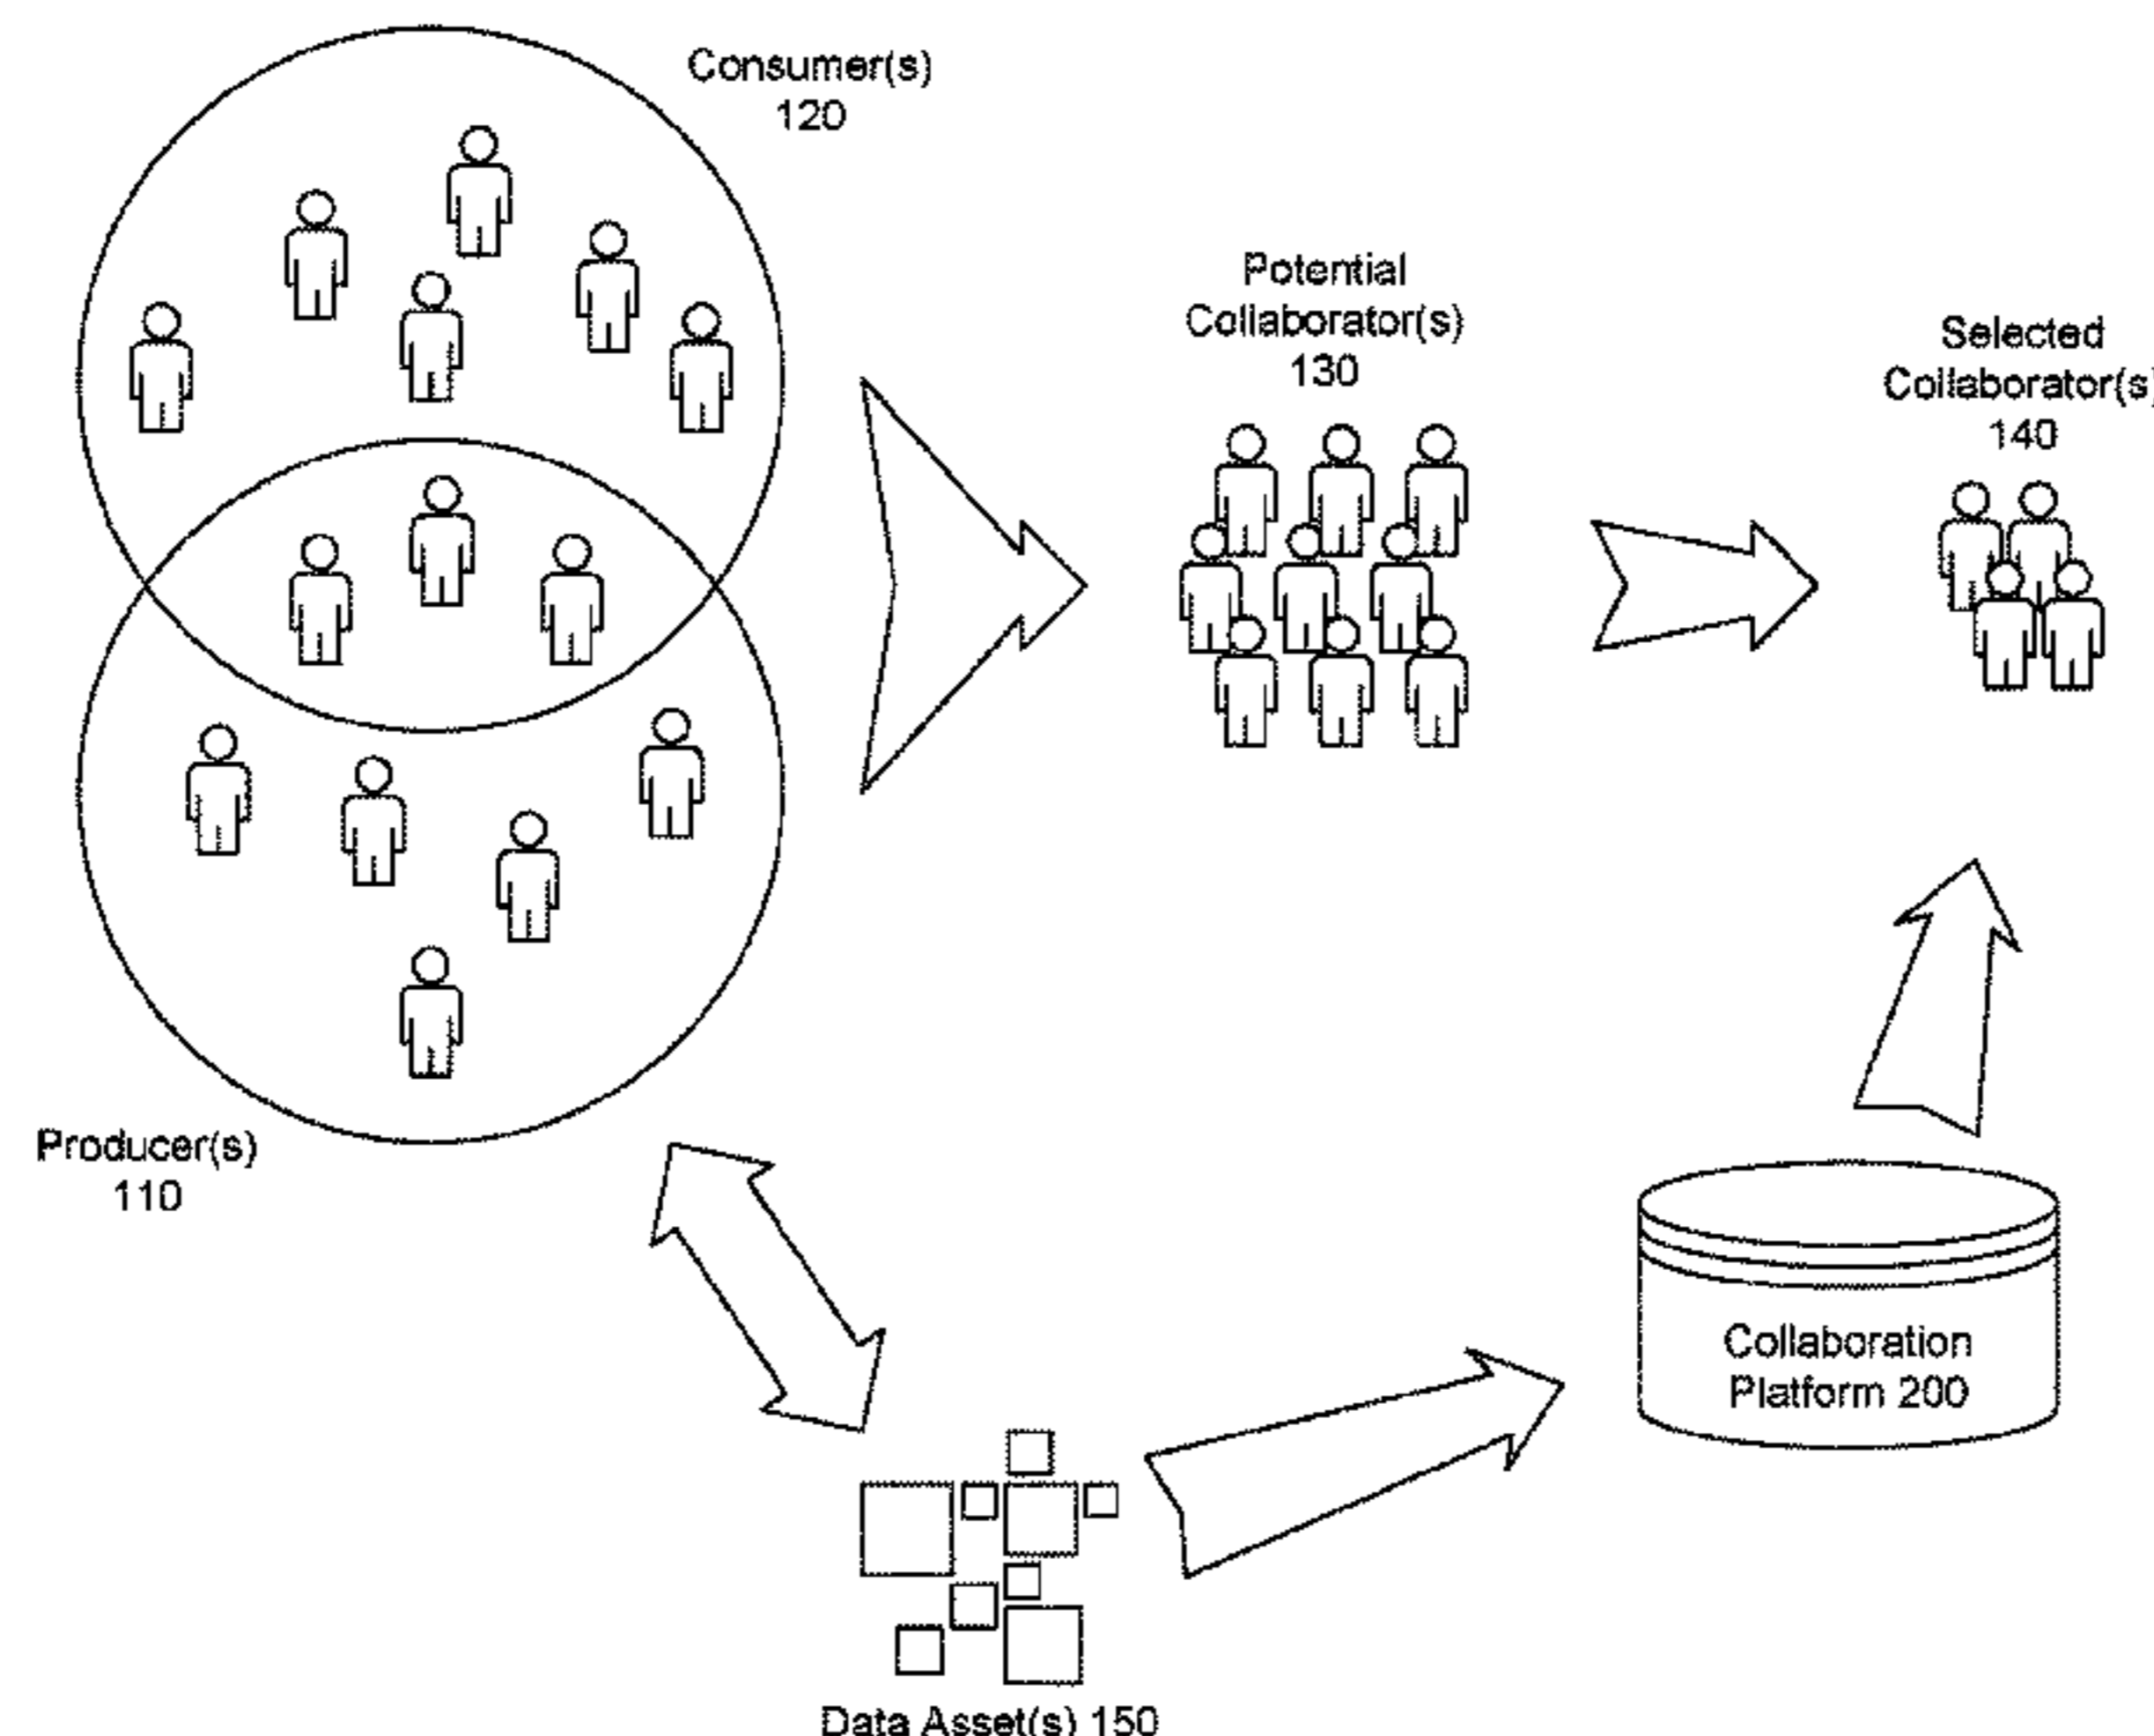 Consumer(s)
120
Potential
Collaborator(s)
130
Selected
Collaborator(s)
140
Producer(s)
110
Collaboration
Platform 200
Data Asset(s) 150